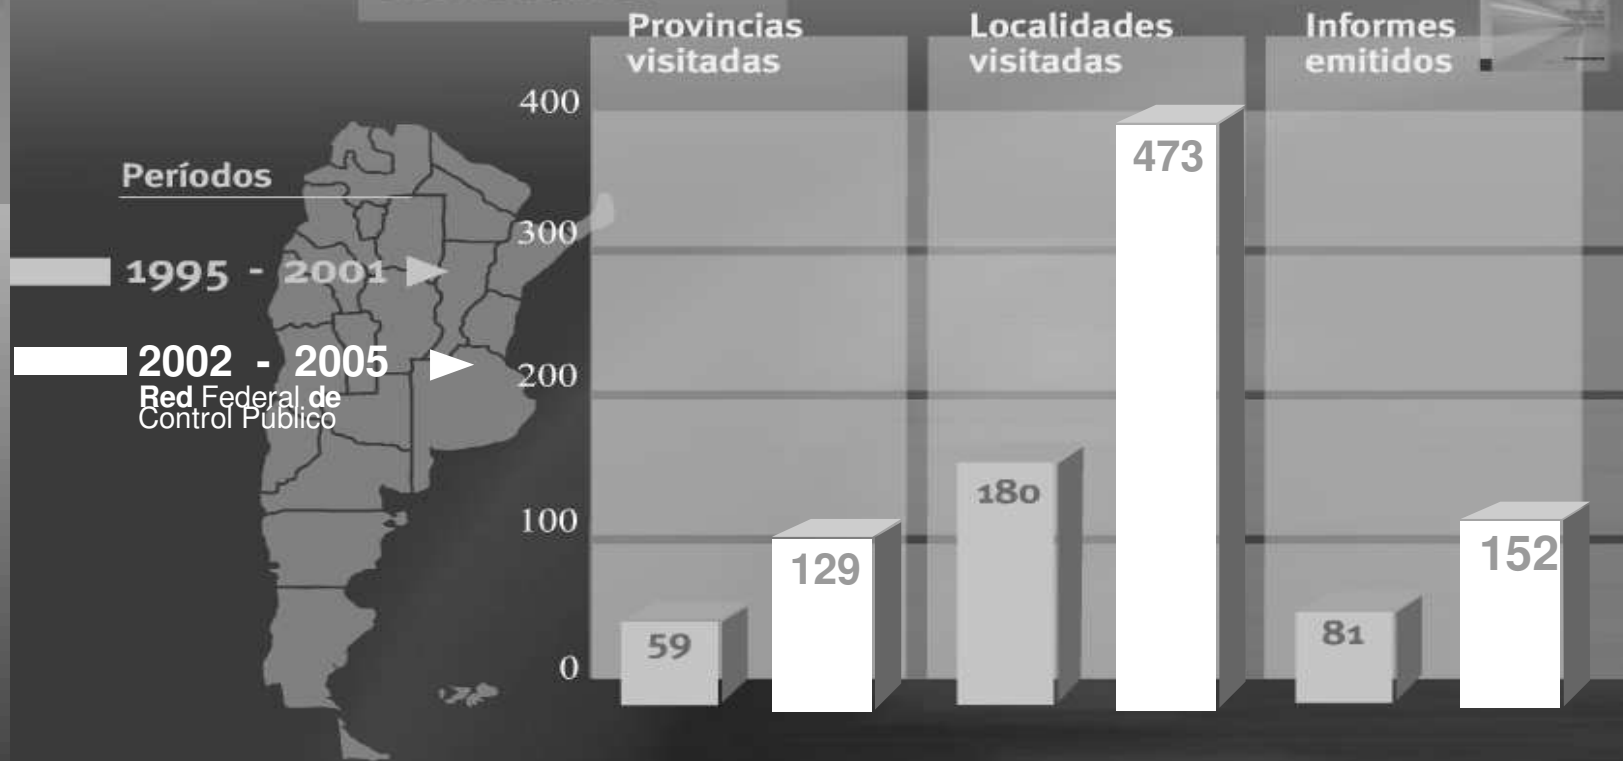 Provincias
visitadas
Localidades
visitadas
Informes
emitidos
400
300
200
100
0
Períodos
1995 - 2001
2002 - 2005
Red Federal de
Control Público
59
129
180
473
81
152